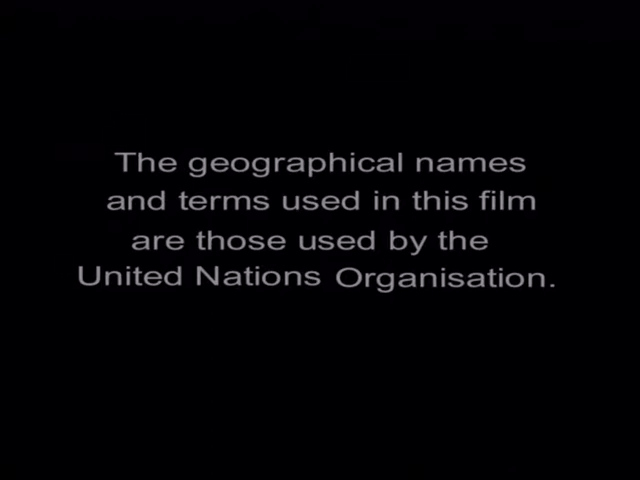 The geographical names
and terms used in this film
are those used by the
United Nations Organisation.